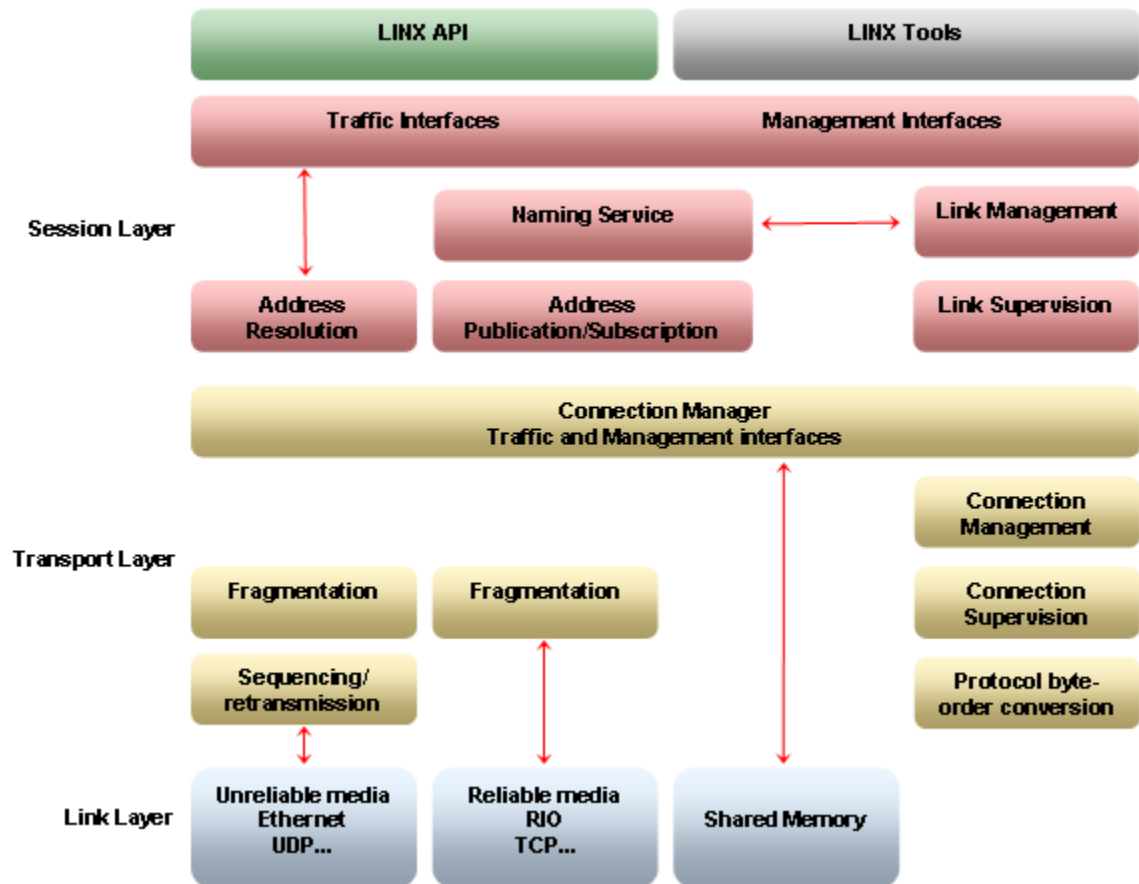 LINX API
LINX Tools
Traffic Interfaces
Management Interfaces
Session Layer
Naming Service
Link Management
Address
Resolution
Address
Publication/Subscription
Link Supervision
Connection Manager
Traffic and Management interfaces
Connection
Management
Transport Layer
Fragmentation
Fragmentation
Connection
Supervision
Sequencing/
retransmission
Protocol byte-
order conversion
Link Layer
Unreliable media
Ethernet
UDP...
Reliable media
RIO
TCP...
Shared Memory